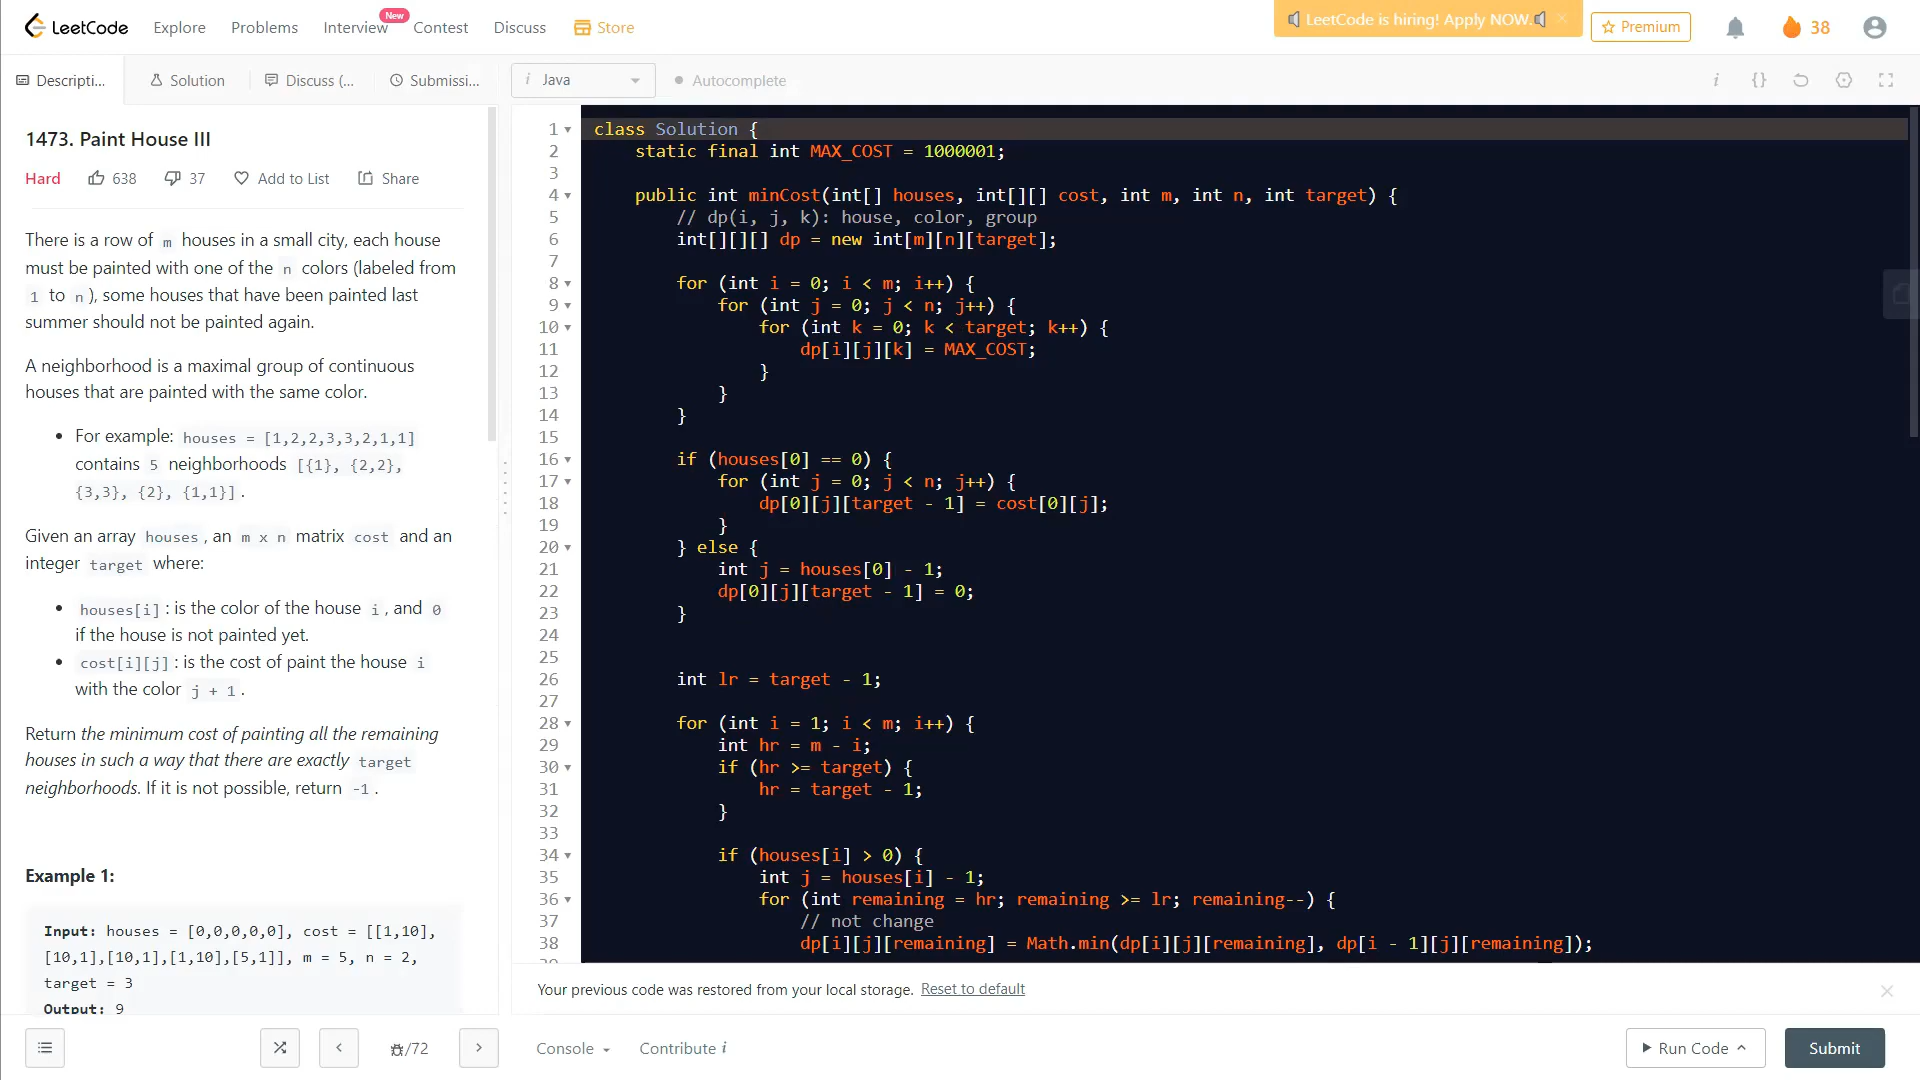 LeetCode Explore Problems Interview New Contest Discuss Store
LeetCode is hiring! Apply NOW. Premium 38
Descripti... Solution Discuss (... Submissi...
1473. Paint House III
Hard 638 37 Add to List Share
There is a row of m houses in a small city, each house
must be painted with one of the n colors (labeled from
1 to n ), some houses that have been painted last
summer should not be painted again.
A neighborhood is a maximal group of continuous
houses that are painted with the same color.
• For example: houses = [1,2,2,3,3,2,1,1]
contains 5 neighborhoods [{1}, {2,2},
{3,3}, {2}, {1,1}] .
Given an array houses , an m x n matrix cost and an
integer target where:
• houses[i] : is the color of the house i , and 0
if the house is not painted yet.
• cost[i][j] : is the cost of paint the house i
with the color j + 1 .
Return the minimum cost of painting all the remaining
houses in such a way that there are exactly target
neighborhoods. If it is not possible, return -1 .
Example 1:
Input: houses = [0,0,0,0,0], cost = [[1,10],
[10,1],[10,1],[1,10],[5,1]], m = 5, n = 2,
target = 3
Output: 9
/72
i Java Autocomplete i {}
1 class Solution {
2 static final int MAX_COST = 1000001;
3
4 public int minCost(int[] houses, int[][] cost, int m, int n, int target) {
5 // dp(i, j, k): house, color, group
6 int[][][] dp = new int[m][n][target];
7
8 for (int i = 0; i < m; i++) {
9 for (int j = 0; j < n; j++) {
10 for (int k = 0; k < target; k++) {
11 dp[i][j][k] = MAX_COST;
12 }
13 }
14 }
15
16 if (houses[0] == 0) {
17 for (int j = 0; j < n; j++) {
18 dp[0][j][target - 1] = cost[0][j];
19 }
20 } else {
21 int j = houses[0] - 1;
22 dp[0][j][target - 1] = 0;
23 }
24
25
26 int lr = target - 1;
27
28 for (int i = 1; i < m; i++) {
29 int hr = m - i;
30 if (hr >= target) {
31 hr = target - 1;
32 }
33
34 if (houses[i] > 0) {
35 int j = houses[i] - 1;
36 for (int remaining = hr; remaining >= lr; remaining--) {
37 // not change
38 dp[i][j][remaining] = Math.min(dp[i][j][remaining], dp[i - 1][j][remaining]);
Your previous code was restored from your local storage. Reset to default
Console Contribute i Run Code Submit